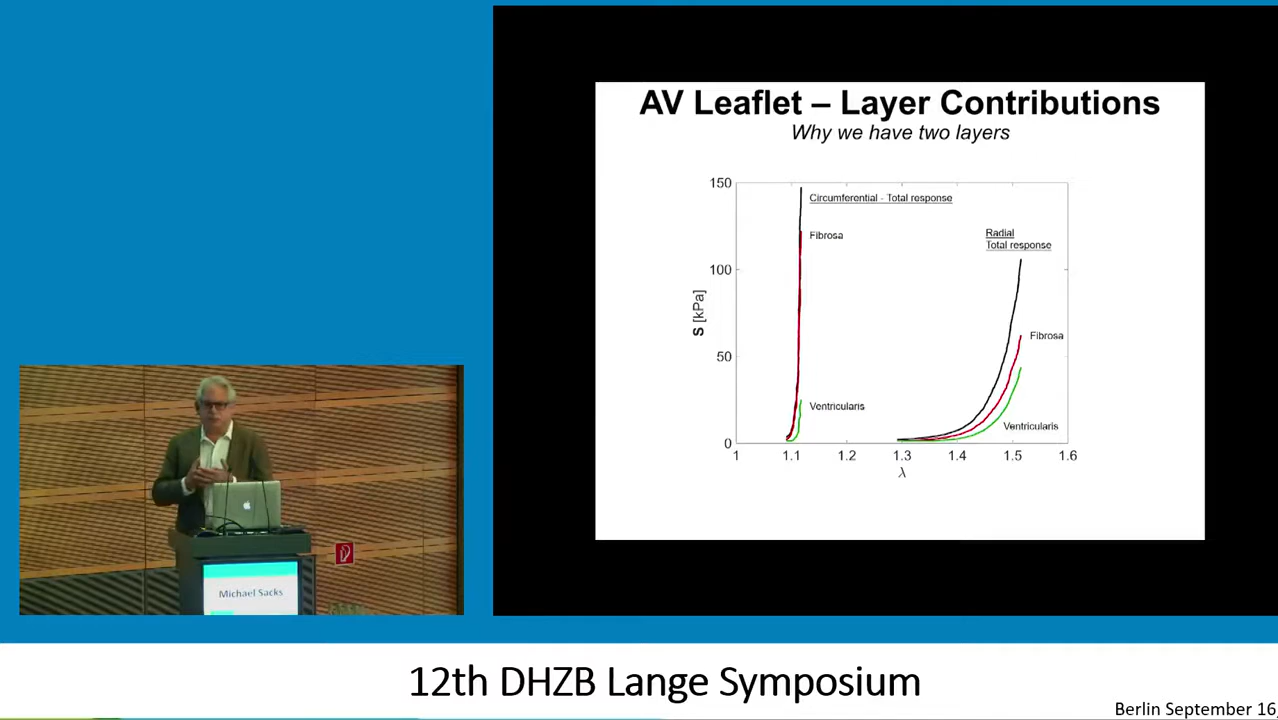 AV Leaflet – Layer Contributions
Why we have two layers
150
100
50
0
S [kPa]
Circumferential - Total response
Fibrosa
Ventricularis
Radial
Total response
Fibrosa
Ventricularis
1 1.1 1.2 1.3 1.4 1.5 1.6
λ
Michael Sacks
12th DHZB Lange Symposium
Berlin September 16,